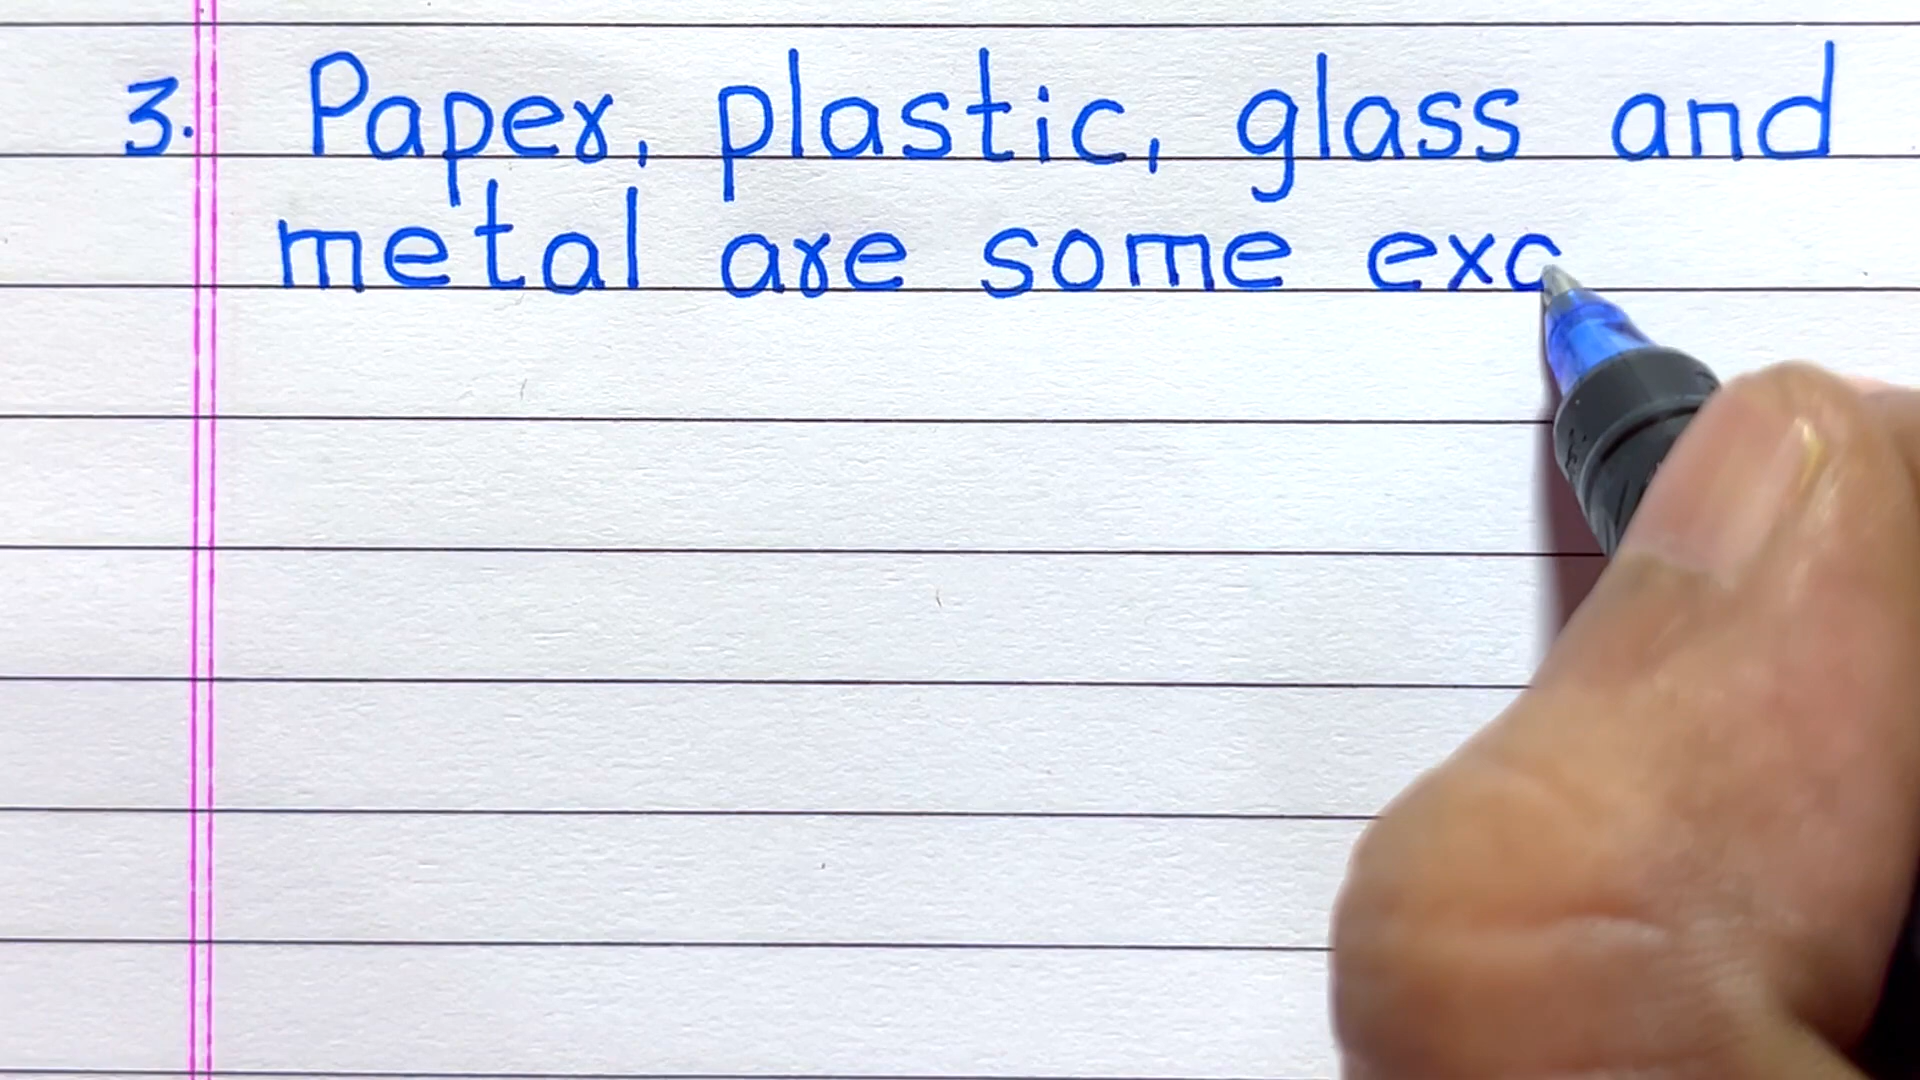 3. Paper, plastic, glass and
metal are some exa